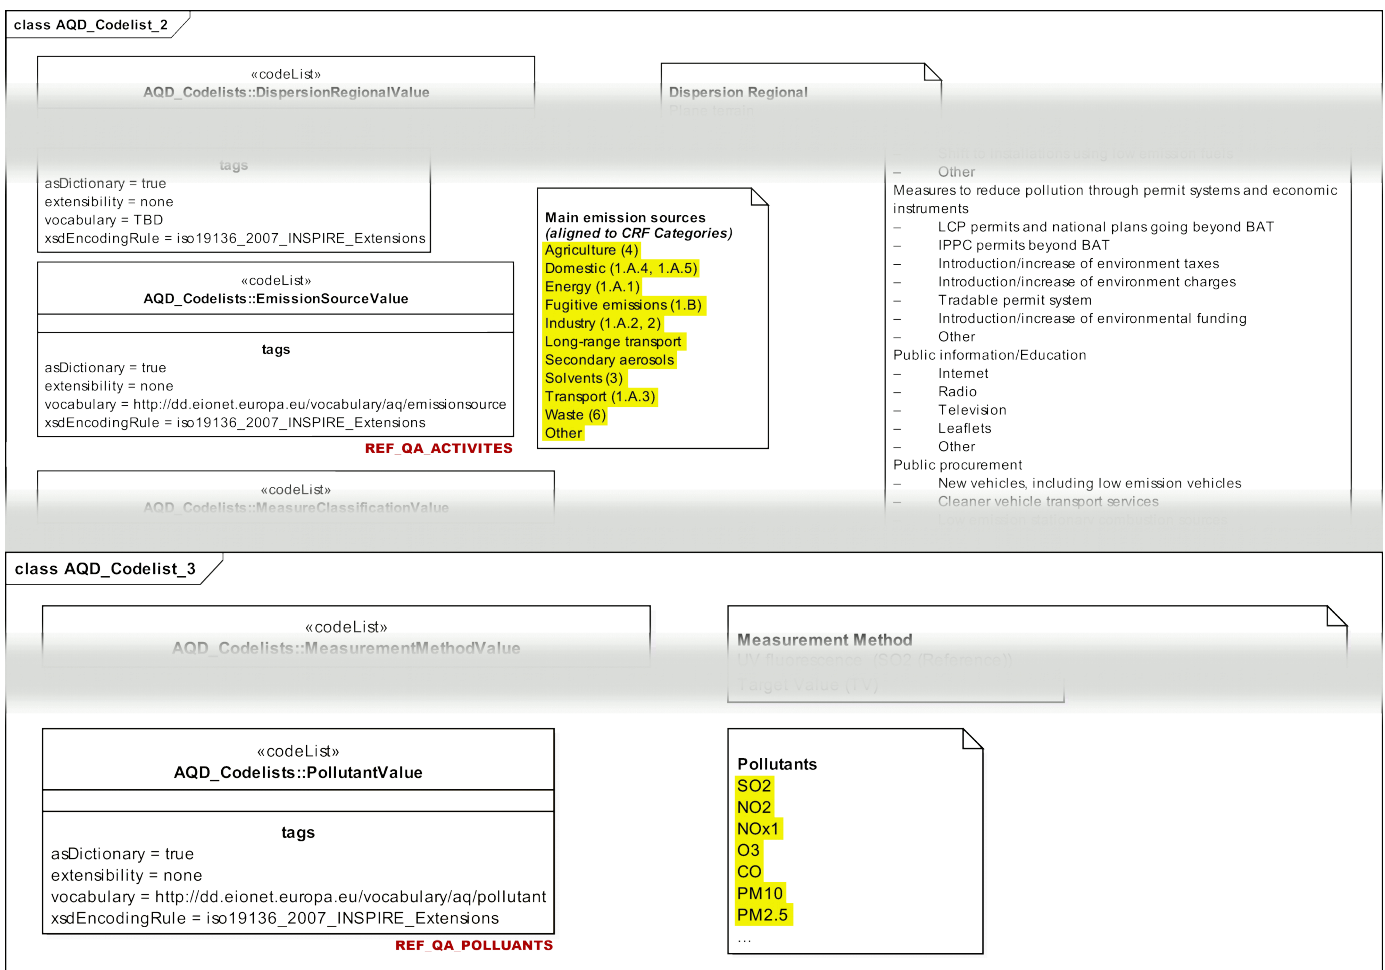 class AQD_Codelist_2
«codeList»
AQD_Codelists::DispersionRegionalValue
Dispersion Regional
tags
asDictionary = true
extensibility = none
vocabulary = TBD
xsdEncodingRule = iso19136_2007_INSPIRE_Extensions
«codeList»
AQD_Codelists::EmissionSourceValue
tags
asDictionary = true
extensibility = none
vocabulary = http://dd.eionet.europa.eu/vocabulary/aq/emissionsource
xsdEncodingRule = iso19136_2007_INSPIRE_Extensions
REF_QA_ACTIVITES
«codeList»
AQD_Codelists::MeasureClassificationValue
Main emission sources
(aligned to CRF Categories)
Agriculture (4)
Domestic (1.A.4, 1.A.5)
Energy (1.A.1)
Fugitive emissions (1.B)
Industry (1.A.2, 2)
Long-range transport
Secondary aerosols
Solvents (3)
Transport (1.A.3)
Waste (6)
Other
– Other
Measures to reduce pollution through permit systems and economic
instruments
– LCP permits and national plans going beyond BAT
– IPPC permits beyond BAT
– Introduction/increase of environment taxes
– Introduction/increase of environment charges
– Tradable permit system
– Introduction/increase of environmental funding
– Other
Public information/Education
– Internet
– Radio
– Television
– Leaflets
– Other
Public procurement
– New vehicles, including low emission vehicles
– Cleaner vehicle transport services
class AQD_Codelist_3
«codeList»
AQD_Codelists::MeasurementMethodValue
Measurement Method
UV fluorescence (SO2 (Reference))
Target Value (TV)
«codeList»
AQD_Codelists::PollutantValue
tags
asDictionary = true
extensibility = none
vocabulary = http://dd.eionet.europa.eu/vocabulary/aq/pollutant
xsdEncodingRule = iso19136_2007_INSPIRE_Extensions
REF_QA_POLLUANTS
Pollutants
SO2
NO2
NOx1
O3
CO
PM10
PM2.5
...